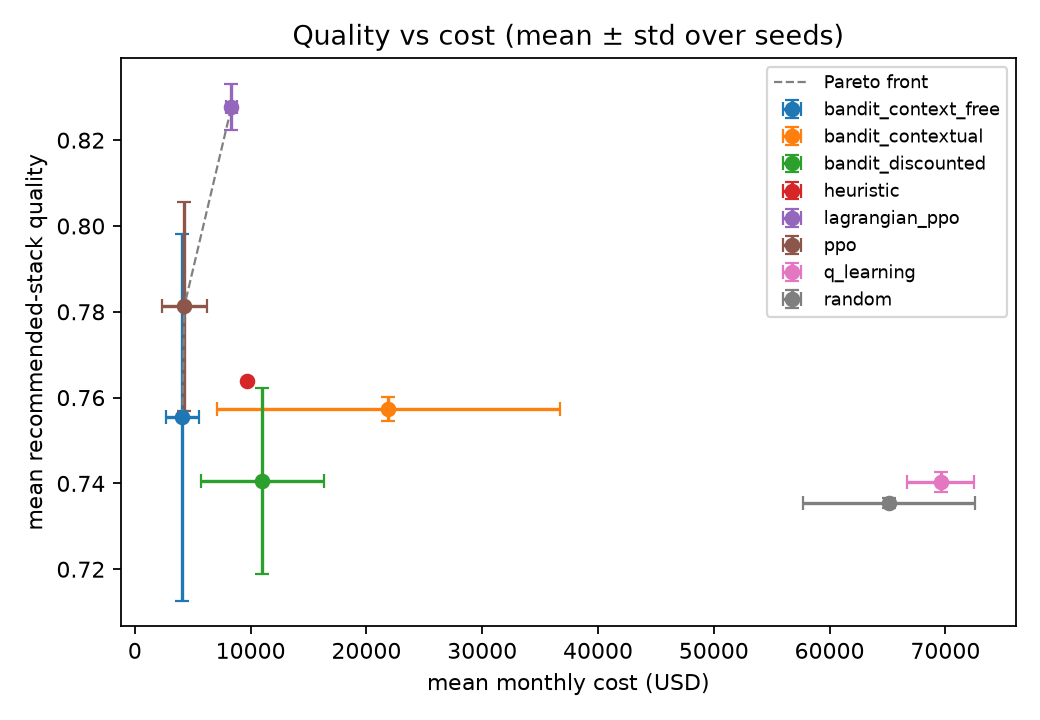 Quality vs cost (mean ± std over seeds)
Pareto front
bandit_context_free
bandit_contextual
bandit_discounted
heuristic
lagrangian_ppo
ppo
q_learning
random
mean recommended-stack quality
0.82
0.80
0.78
0.76
0.74
0.72
0 10000 20000 30000 40000 50000 60000 70000
mean monthly cost (USD)